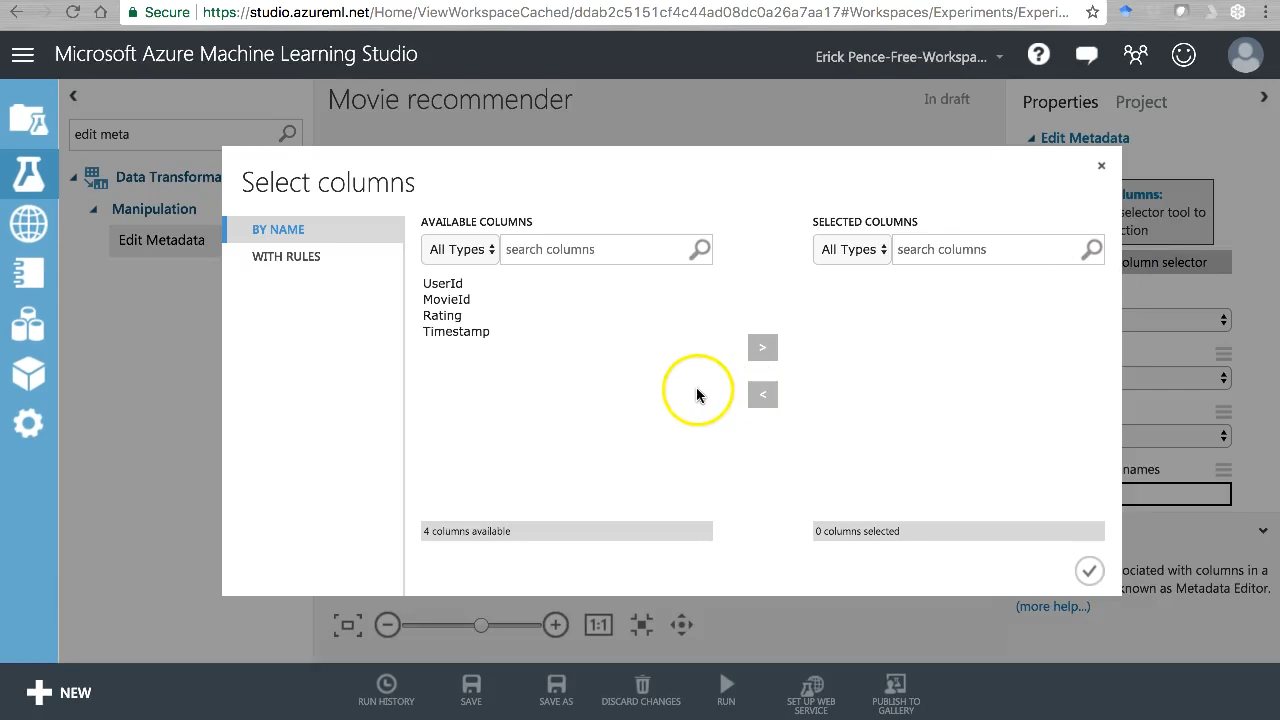 Secure https://studio.azureml.net/Home/ViewWorkspaceCached/ddab2c5151cf4c44ad08dc0a26a7aa17#Workspaces/Experiments/Experi...
Microsoft Azure Machine Learning Studio
Erick Pence-Free-Workspa...
Movie recommender
In draft
Properties Project
edit meta
Edit Metadata
Data Transforma
Manipulation
Edit Metadata
Select columns
×
BY NAME
WITH RULES
AVAILABLE COLUMNS
All Types search columns
UserId
MovieId
Rating
Timestamp
4 columns available
>
<
SELECTED COLUMNS
All Types search columns
0 columns selected
lumns:
selector tool to
ction
olumn selector
names
ociated with columns in a
known as Metadata Editor.
(more help...)
1:1
NEW
RUN HISTORY
SAVE
SAVE AS
DISCARD CHANGES
RUN
SET UP WEB
SERVICE
PUBLISH TO
GALLERY